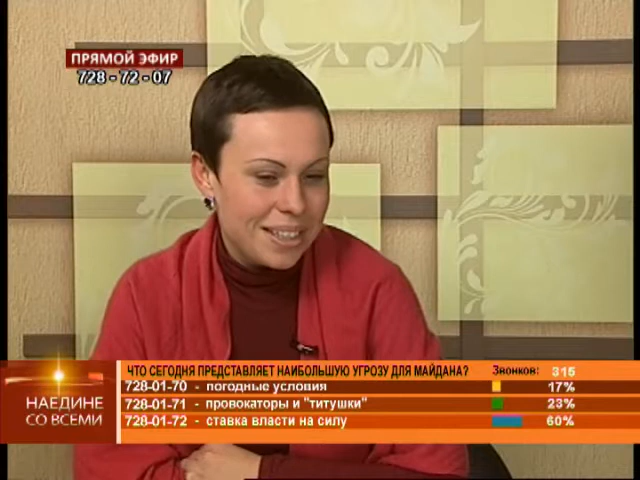 ПРЯМОЙ ЭФИР
728-72-07
ЧТО СЕГОДНЯ ПРЕДСТАВЛЯЕТ НАИБОЛЬШУЮ УГРОЗУ ДЛЯ МАЙДАНА? Звонков: 315
728-01-70 - погодные условия 17%
728-01-71 - провокаторы и "титушки" 23%
728-01-72 - ставка власти на силу 60%
НАЕДИНЕ
СО ВСЕМИ